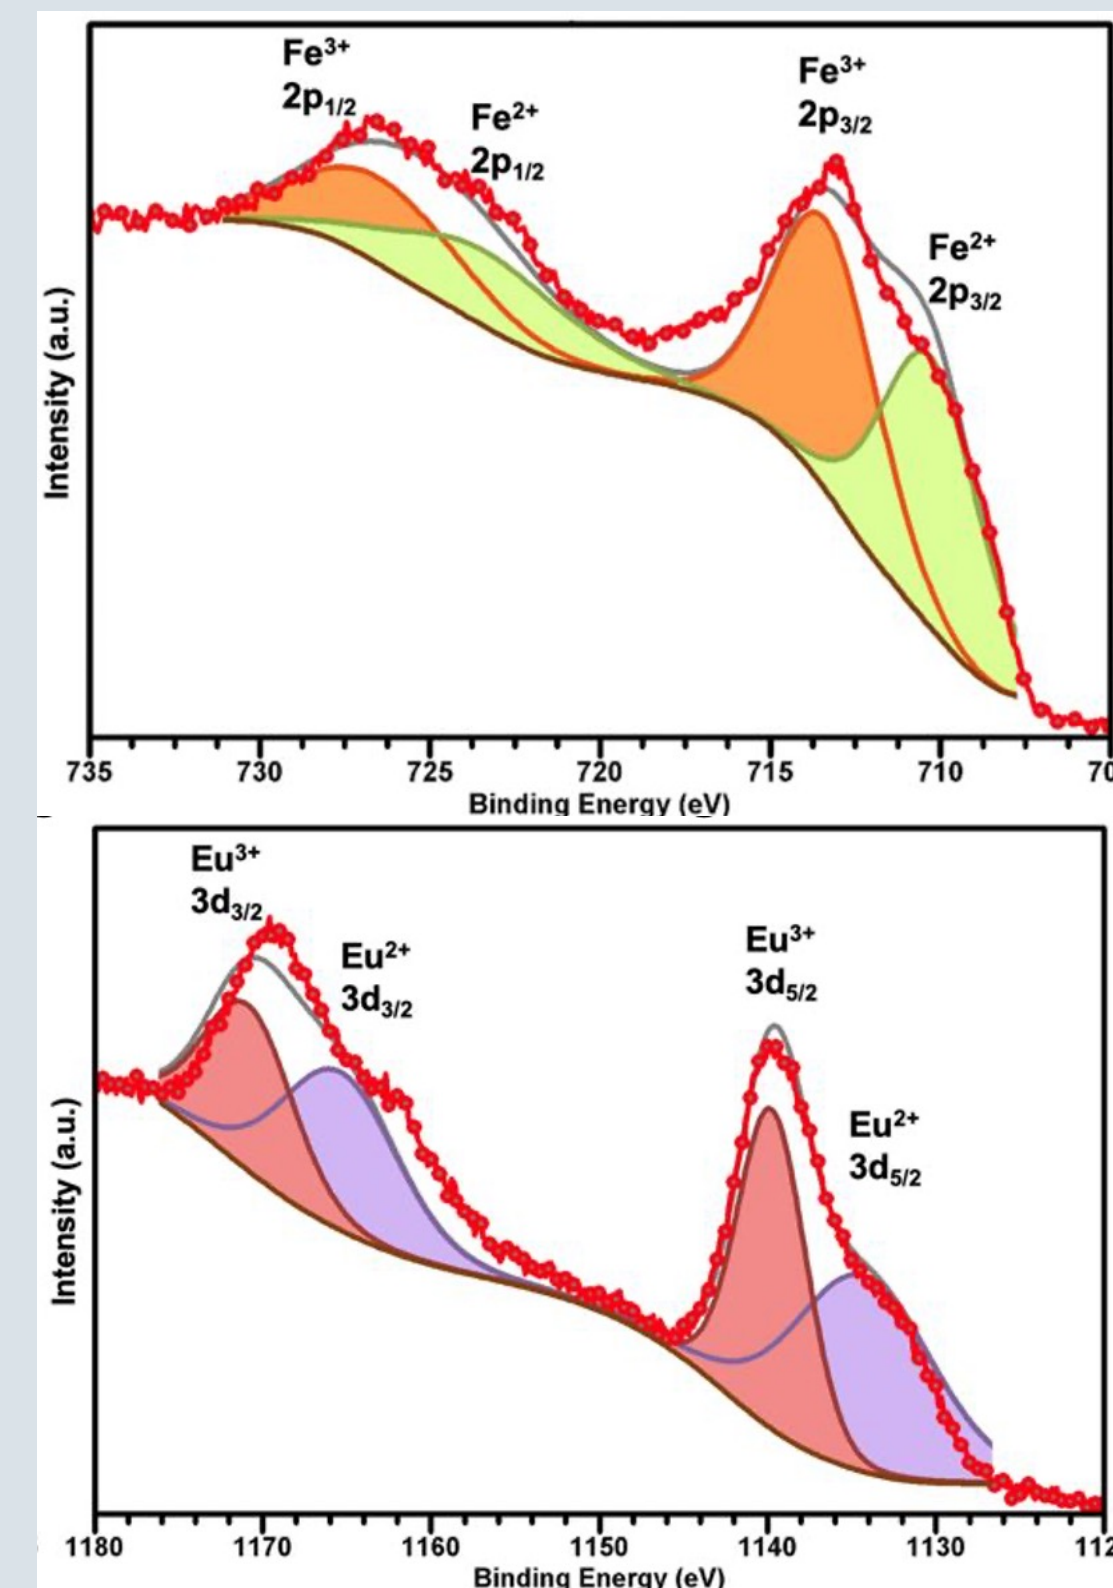 Fe³⁺
2p₁/₂
Fe²⁺
2p₁/₂
Fe³⁺
2p₃/₂
Fe²⁺
2p₃/₂
Intensity (a.u.)
735 730 725 720 715 710 70
Binding Energy (eV)
Eu³⁺
3d₃/₂
Eu²⁺
3d₃/₂
Eu³⁺
3d₅/₂
Eu²⁺
3d₅/₂
Intensity (a.u.)
1180 1170 1160 1150 1140 1130 112
Binding Energy (eV)